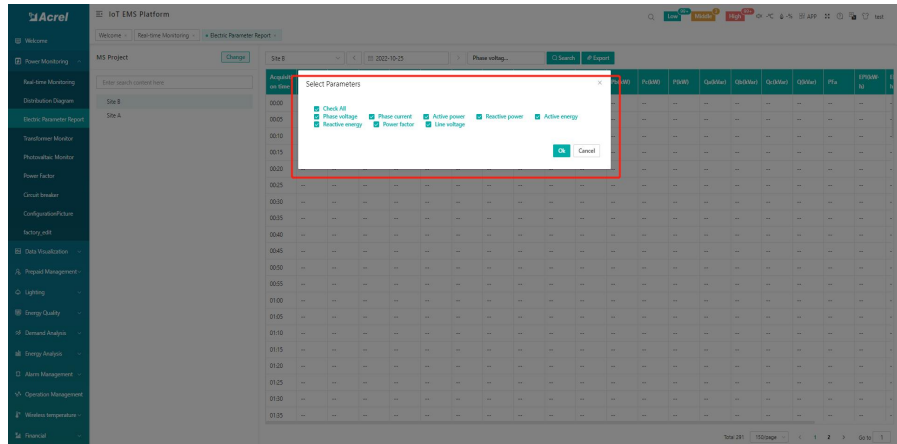 Acrel
IoT EMS Platform
Low
Middle
High
APP
test
Welcome
Real-time Monitoring
Electric Parameter Report
Welcome
Power Monitoring
Real-time Monitoring
Distribution Diagram
Electric Parameter Report
Transformer Monitor
Photovoltaic Monitor
Power Factor
Circuit breaker
ConfigurationPicture
factory_edit
Data Visualization
Prepaid Management
Lighting
Energy Quality
Demand Analysis
Energy Analysis
Alarm Management
Operation Management
Wireless temperature
Financial
MS Project
Change
Enter search content here
Site B
Site A
Site B
2022-10-25
Phase voltag...
Search
Export
Select Parameters
Check All
Phase voltage Phase current Active power Reactive power Active energy
Reactive energy Power factor Line voltage
Ok Cancel
Pc(kW) P(kW) Qa(kVar) Qb(kVar) Qc(kVar) Q(kVar) PFa
00:00
00:05
00:10
00:15
00:20
00:25
00:30
00:35
00:40
00:45
00:50
00:55
01:00
01:05
01:10
01:15
01:20
01:25
01:30
01:35
Total 281 150/page 1 2 Go to 1